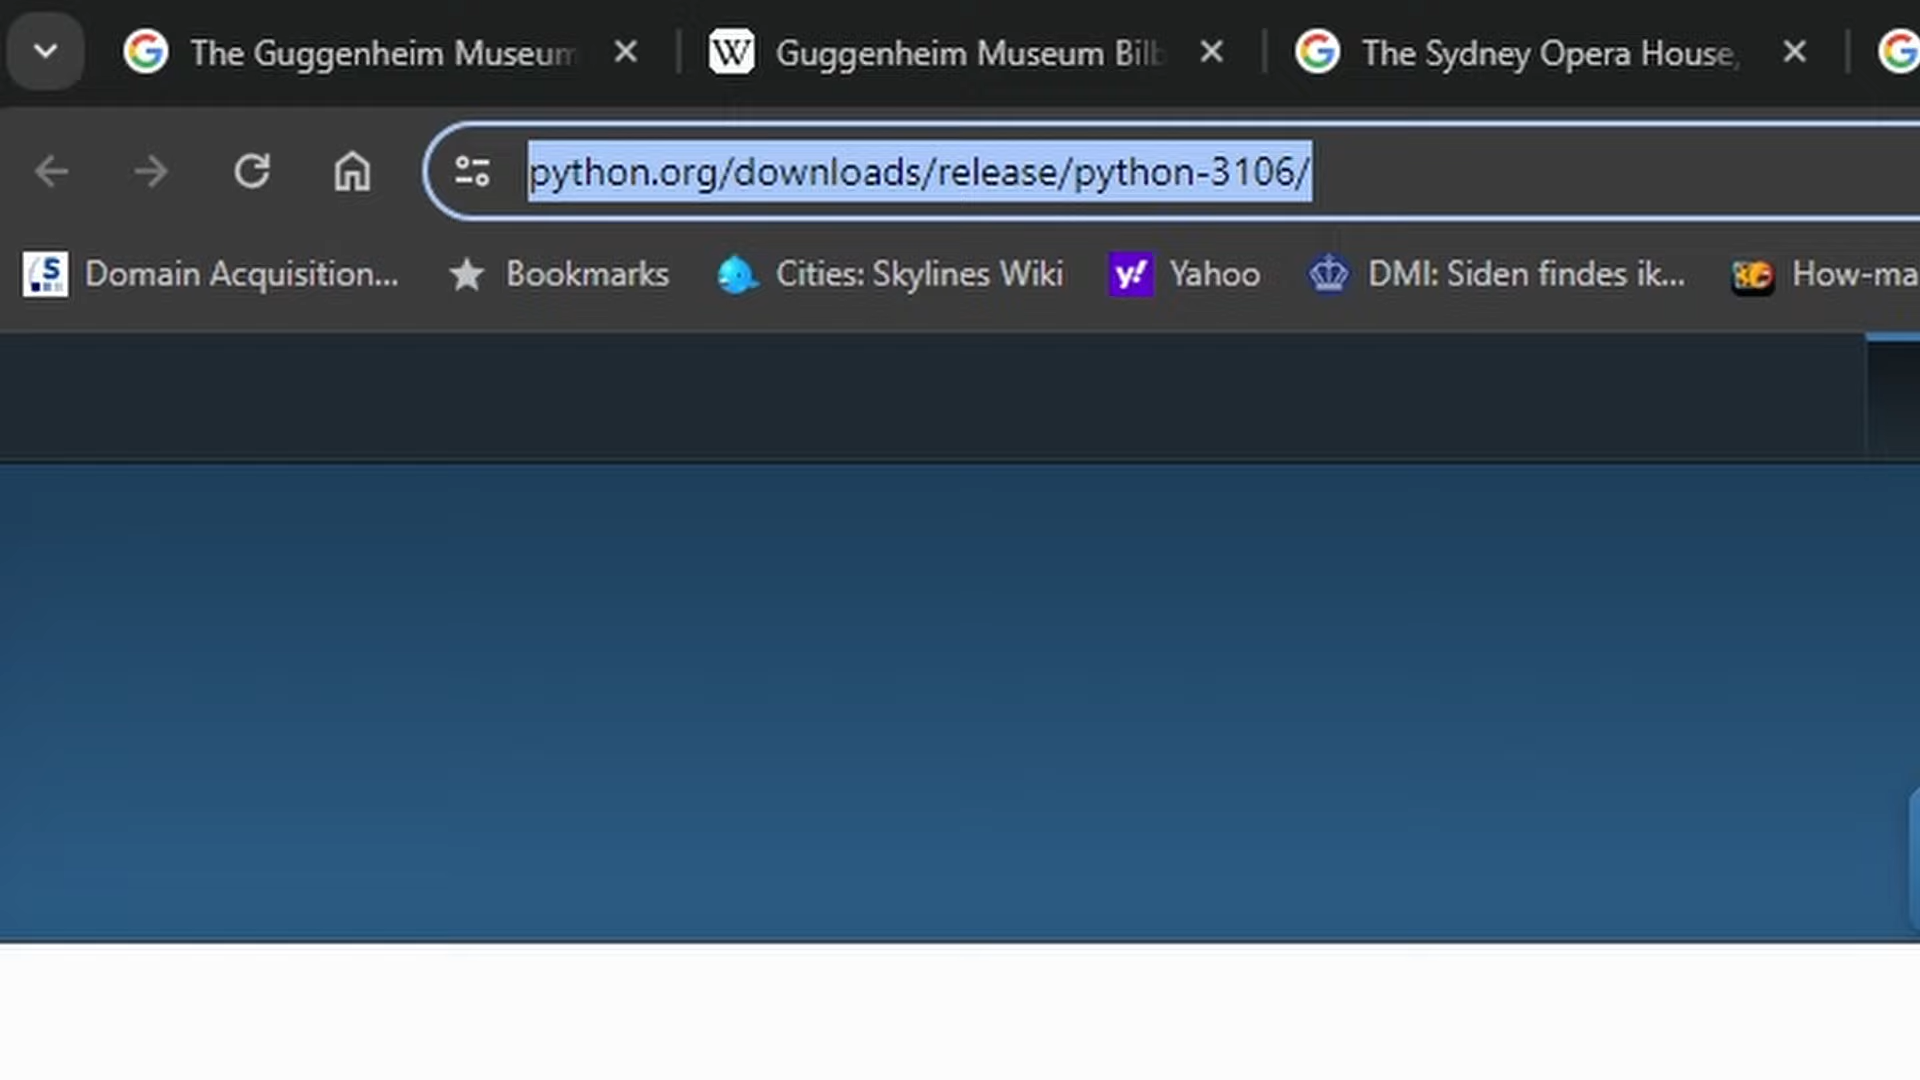 The Guggenheim Museum
Guggenheim Museum Bilb
The Sydney Opera House,
python.org/downloads/release/python-3106/
Domain Acquisition...
Bookmarks
Cities: Skylines Wiki
Yahoo
DMI: Siden findes ik...
How-ma